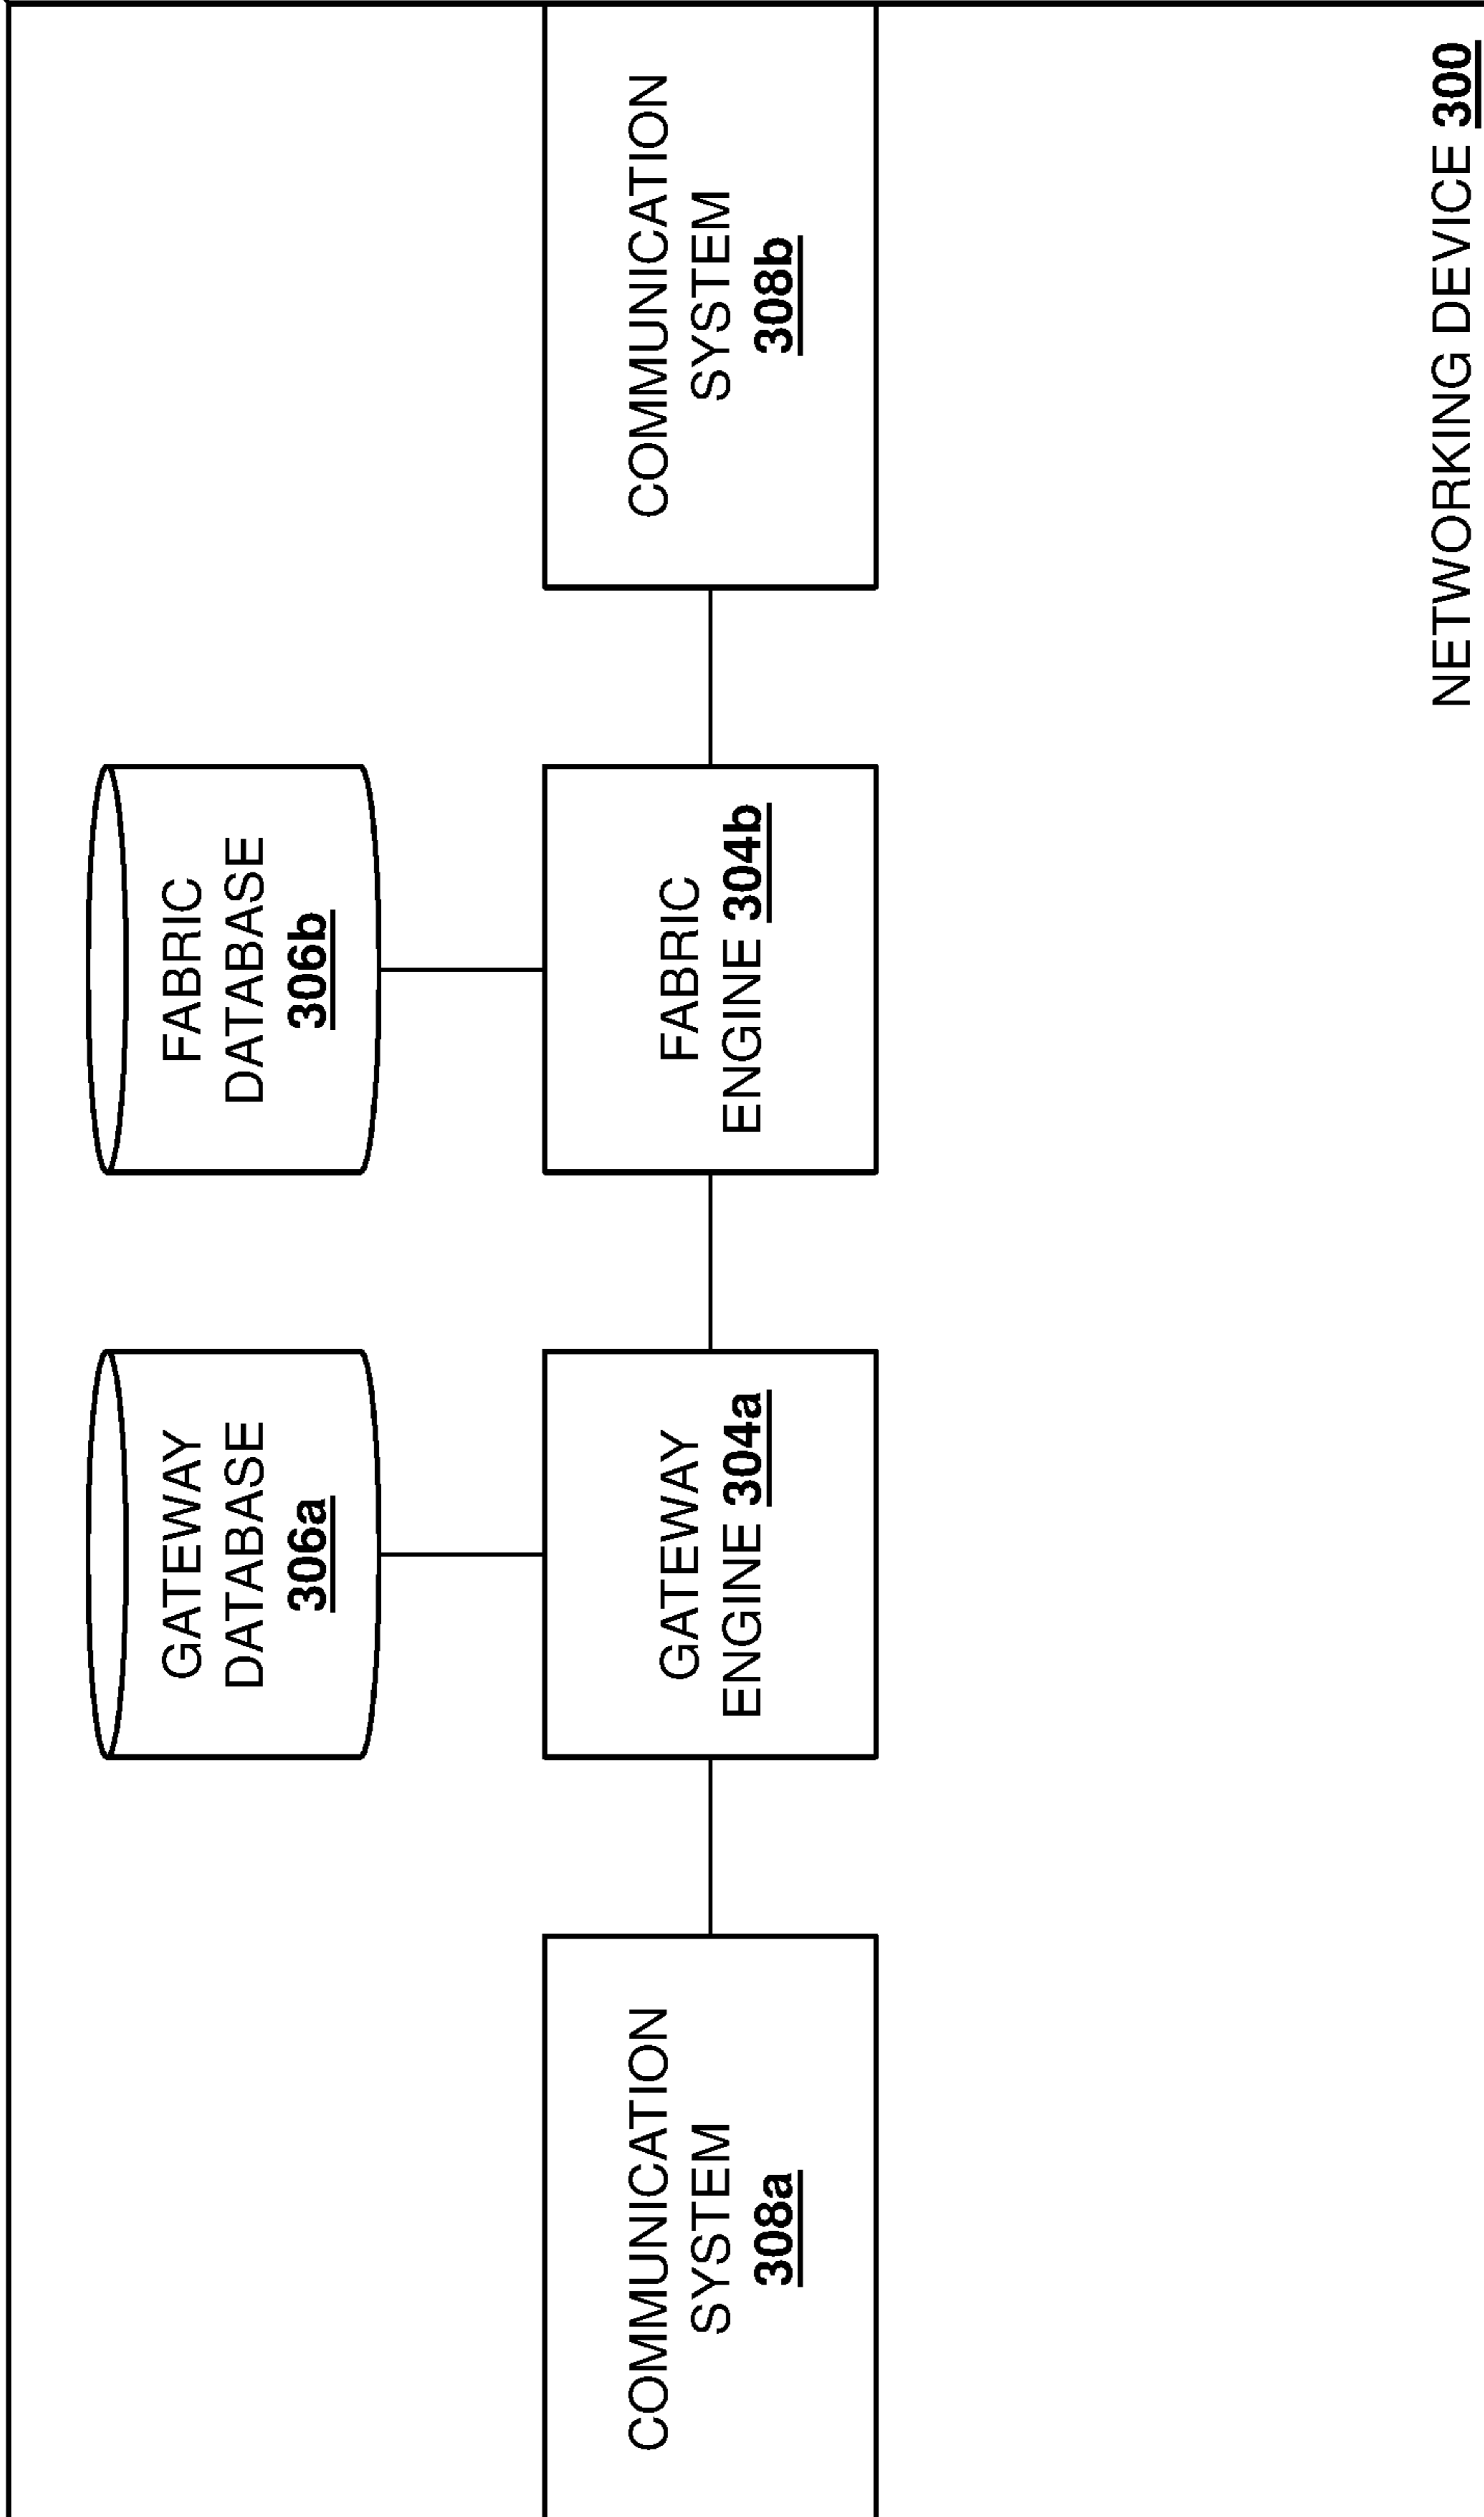 GATEWAY
DATABASE
306a
FABRIC
DATABASE
306b
COMMUNICATION
SYSTEM
308a
GATEWAY
ENGINE 304a
FABRIC
ENGINE 304b
COMMUNICATION
SYSTEM
308b
NETWORKING DEVICE 300